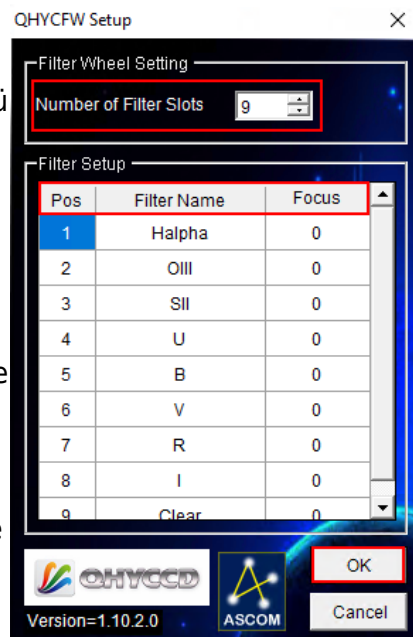 QHYCFW Setup
Filter Wheel Setting
Number of Filter Slots 9
Filter Setup
Pos Filter Name Focus
1 Halpha 0
2 OIII 0
3 SII 0
4 U 0
5 B 0
6 V 0
7 R 0
8 I 0
9 Clear 0
QHYCCD
ASCOM
OK
Cancel
Version=1.10.2.0